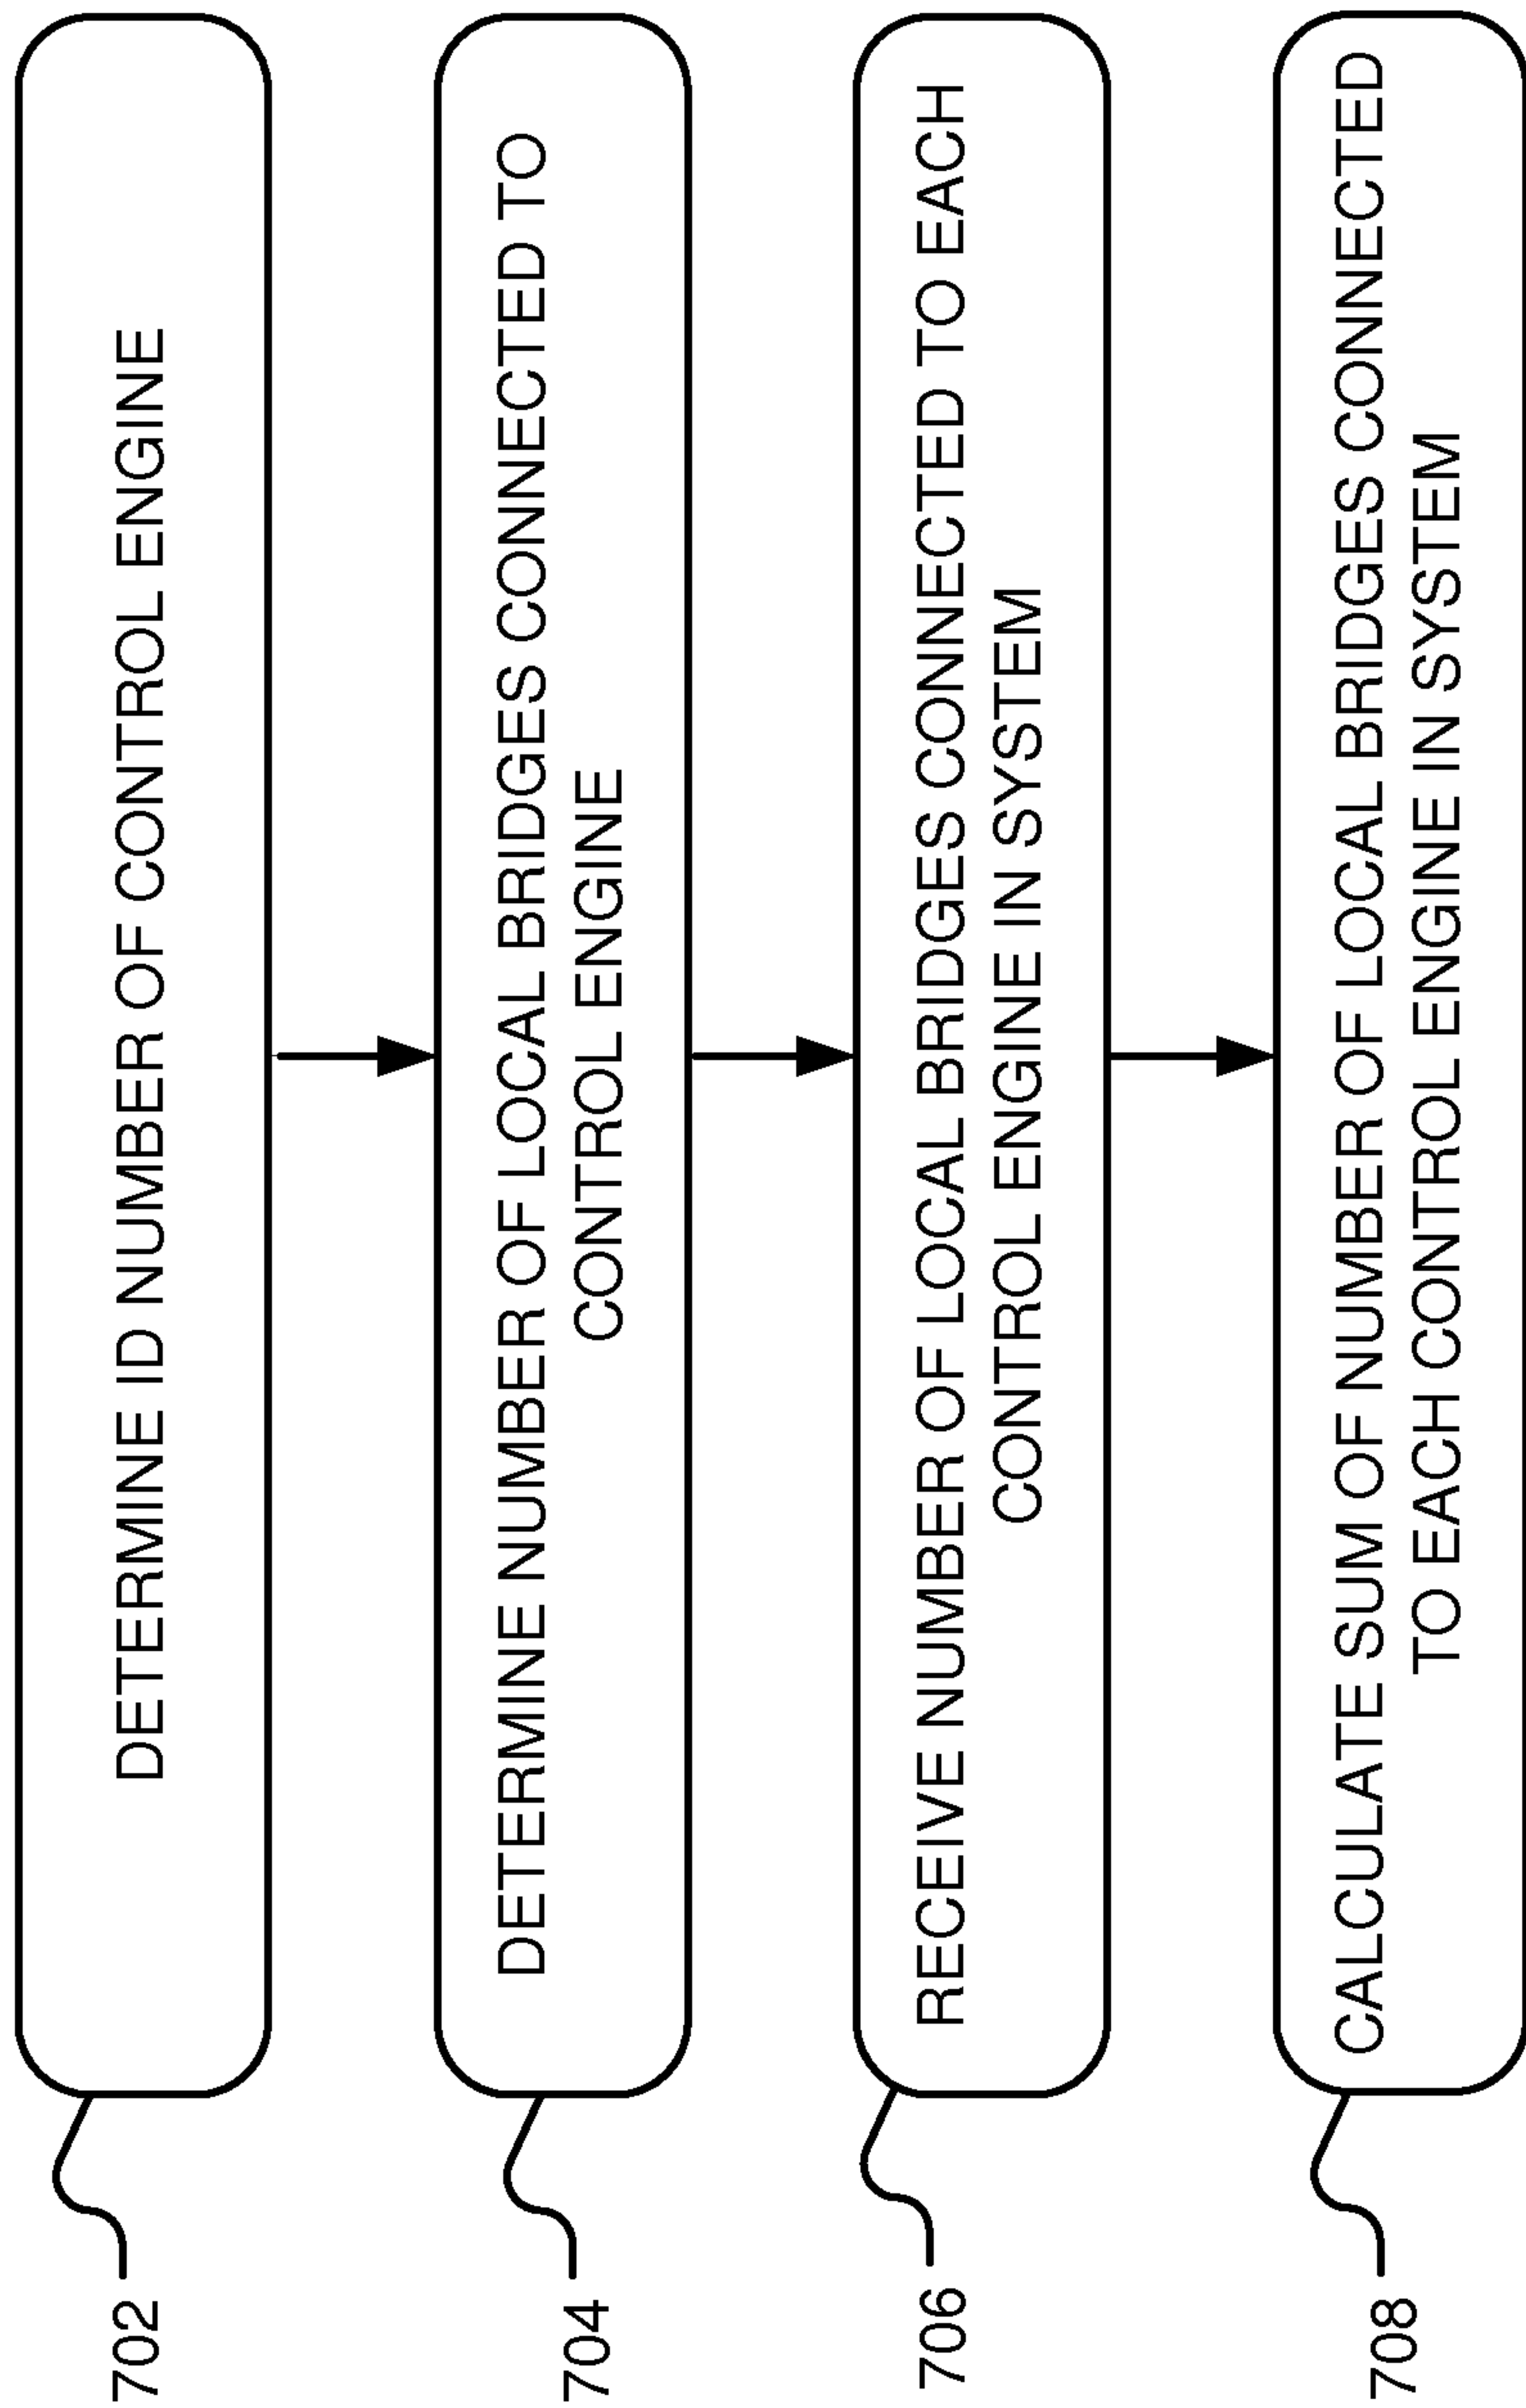 702
DETERMINE ID NUMBER OF CONTROL ENGINE
704
DETERMINE NUMBER OF LOCAL BRIDGES CONNECTED TO
CONTROL ENGINE
706
RECEIVE NUMBER OF LOCAL BRIDGES CONNECTED TO EACH
CONTROL ENGINE IN SYSTEM
708
CALCULATE SUM OF NUMBER OF LOCAL BRIDGES CONNECTED
TO EACH CONTROL ENGINE IN SYSTEM